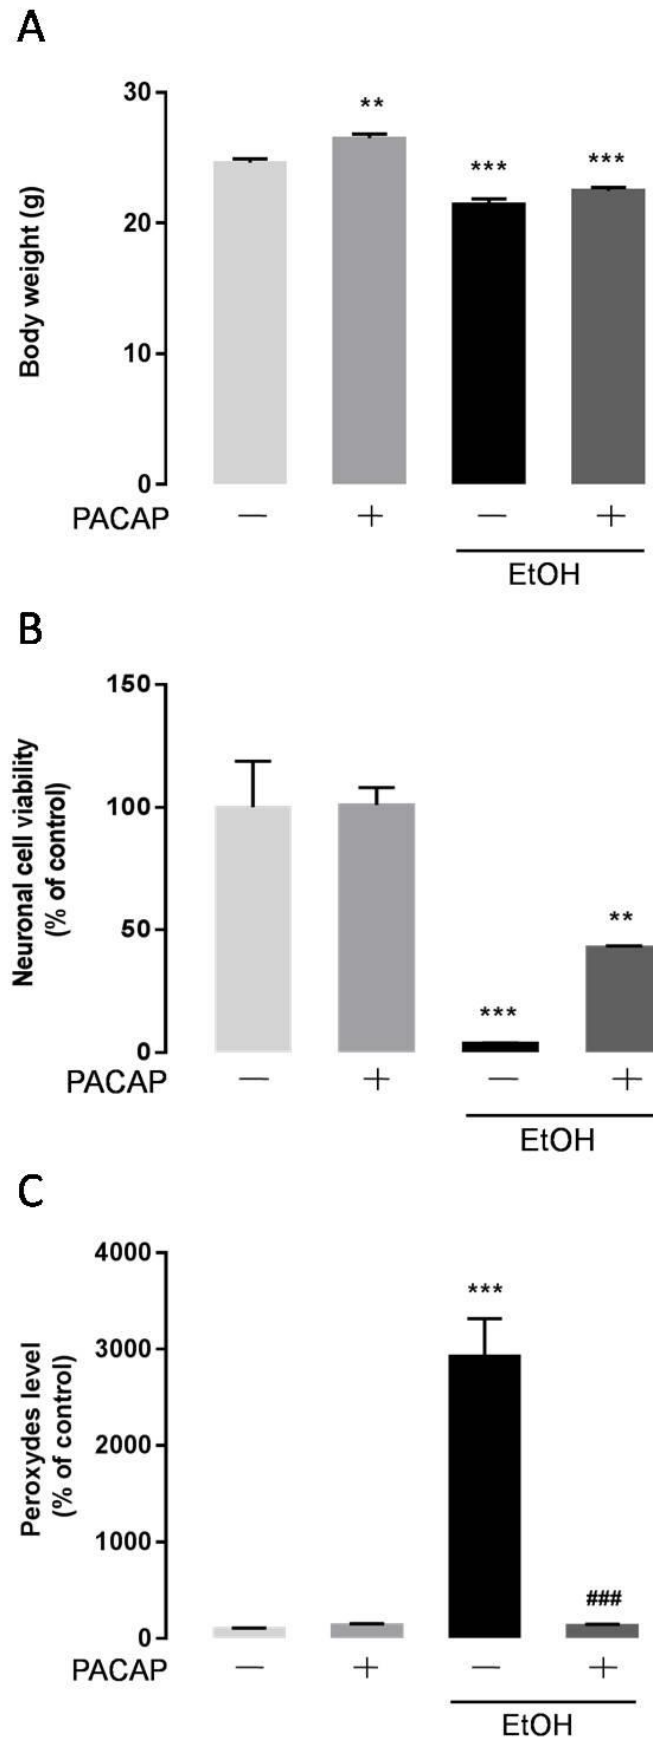 A
30
20
10
0
Body weight (g)
**
***
***
PACAP — + — +
EtOH
B
150
100
50
0
Neuronal cell viability
(% of control)
***
**
PACAP — + — +
EtOH
C
4000
3000
2000
1000
0
Peroxydes level
(% of control)
***
###
PACAP — + — +
EtOH